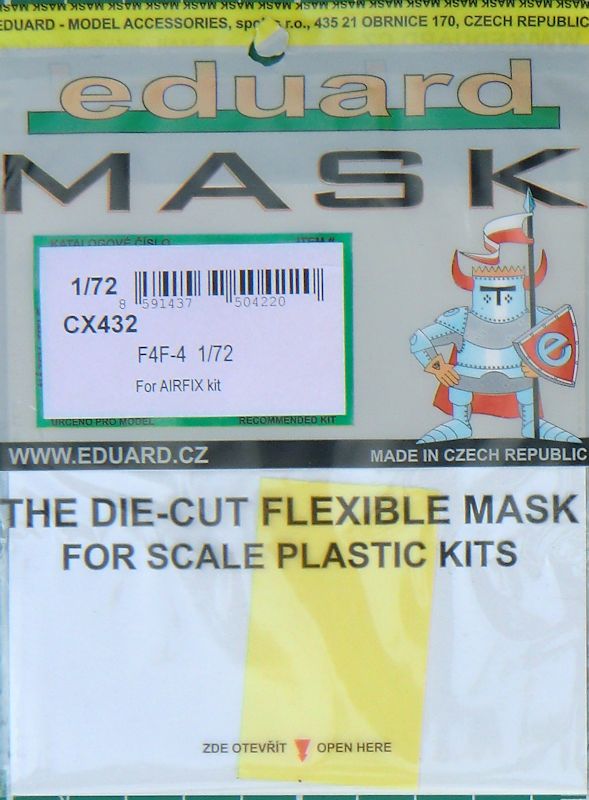 EDUARD - MODEL ACCESSORIES, spol. s r.o., 435 21 OBRNICE 170, CZECH REPUBLIC
eduard
MASK
KATALOGOVÉ ČÍSLO ITEM #
1/72
8 591437 504220
CX432
F4F-4 1/72
For AIRFIX kit
URČENO PRO MODEL RECOMMENDED KIT
e
WWW.EDUARD.CZ MADE IN CZECH REPUBLIC
THE DIE-CUT FLEXIBLE MASK
FOR SCALE PLASTIC KITS
ZDE OTEVŘÍT OPEN HERE